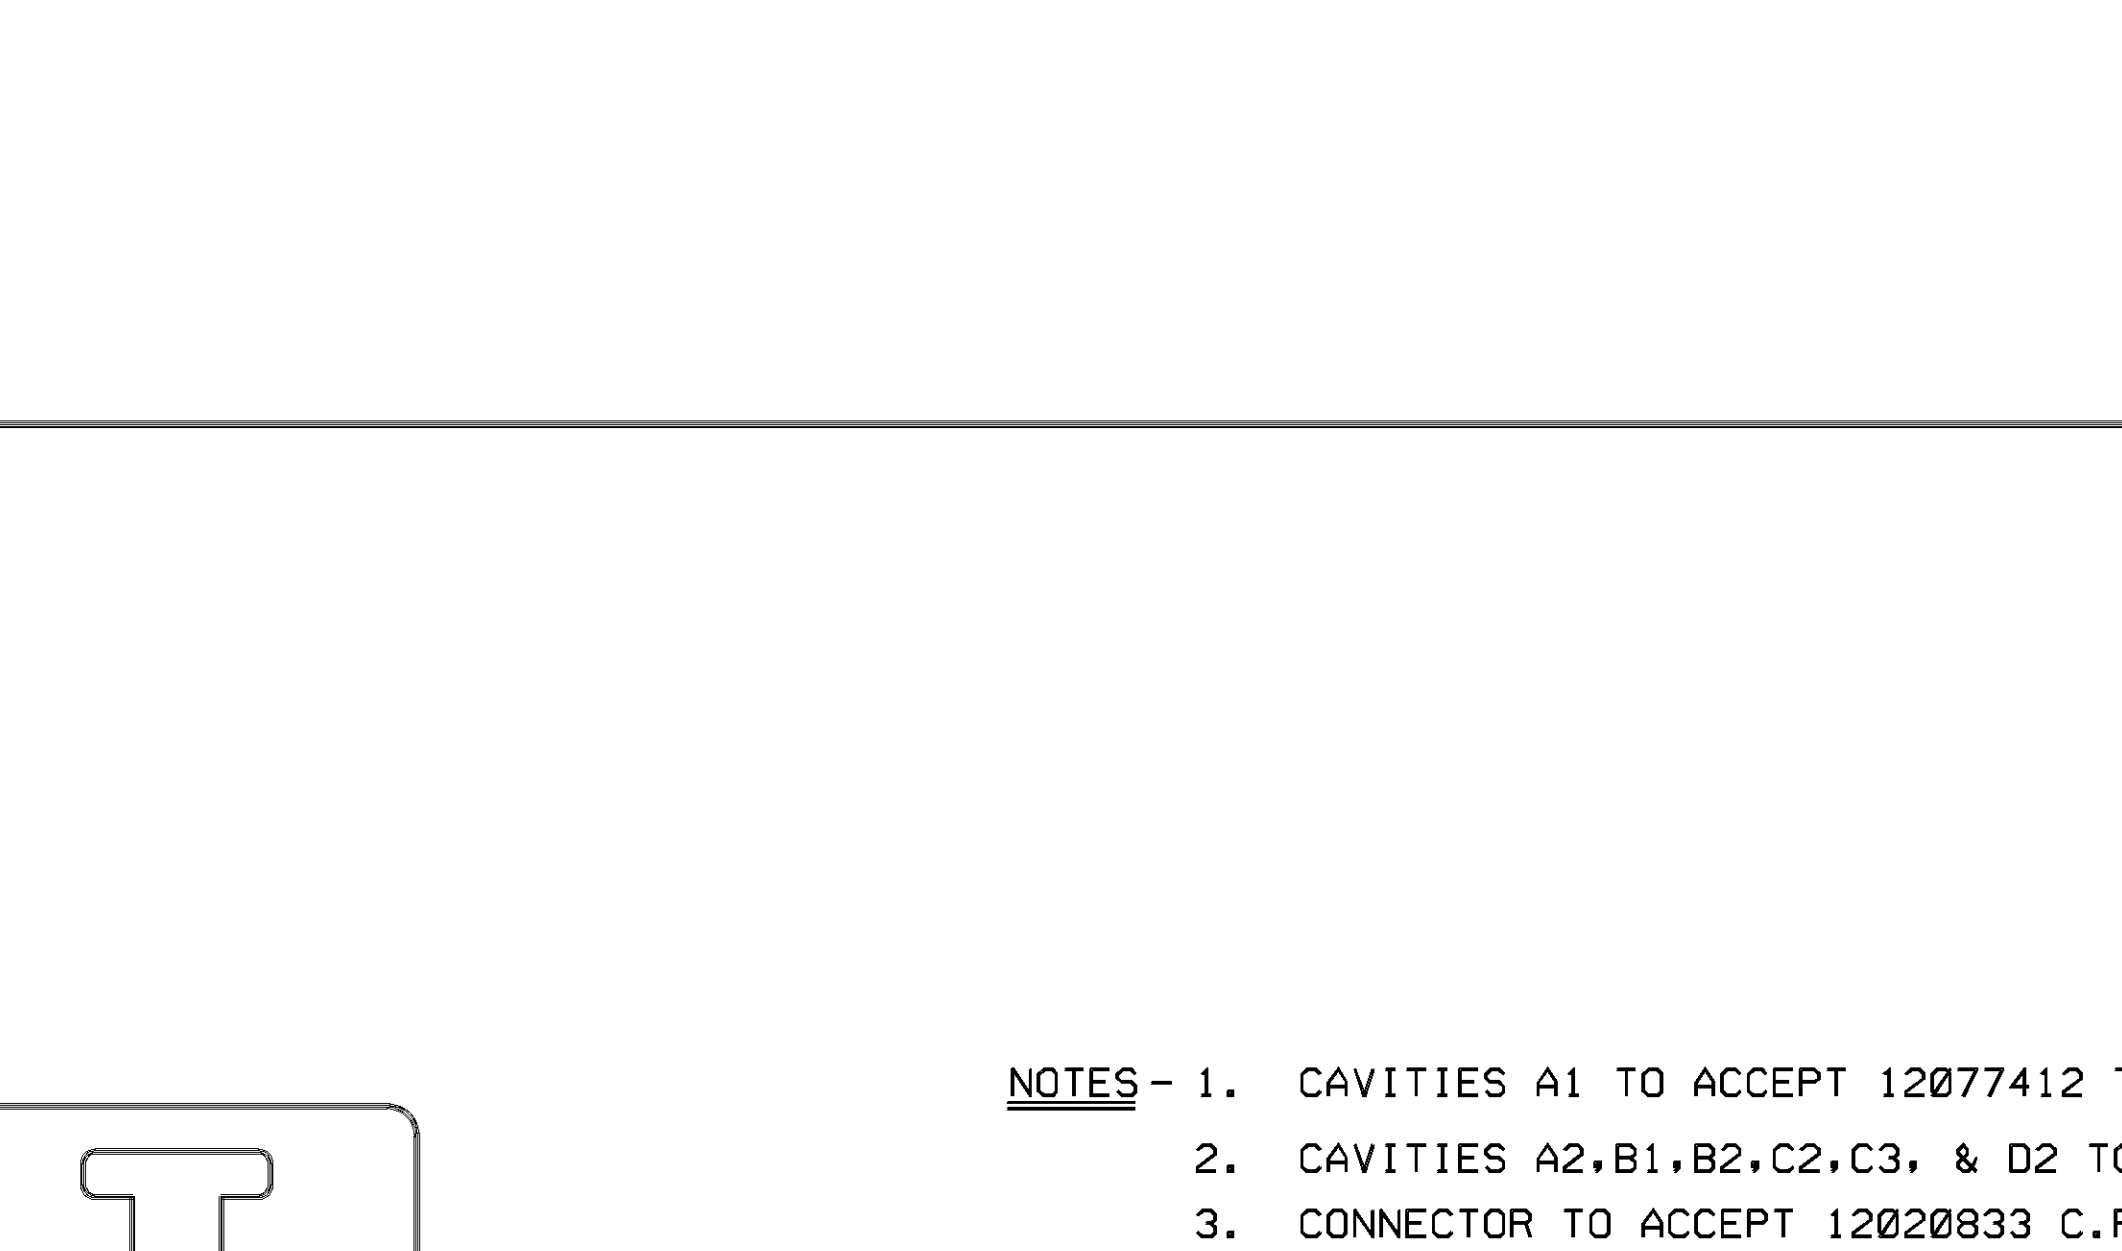 NOTES - 1. CAVITIES A1 TO ACCEPT 12077412
2. CAVITIES A2,B1,B2,C2,C3, & D2 TO
3. CONNECTOR TO ACCEPT 12020833 C.